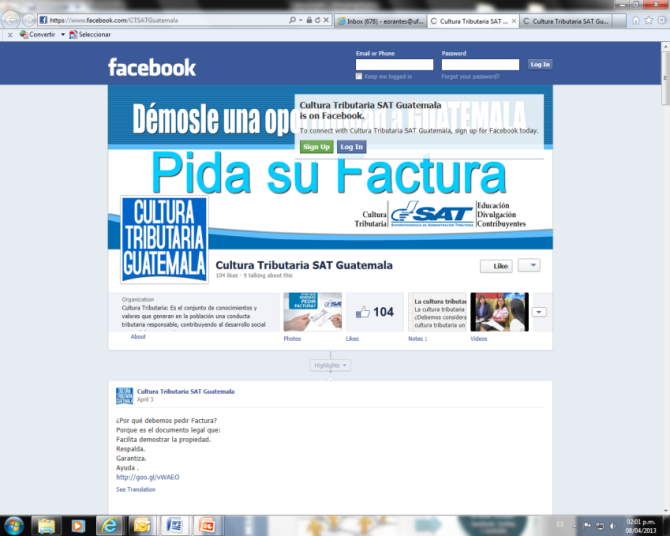 https://www.facebook.com/CTSATGuatemala
Inbox (678) - eorantes@uf...
Cultura Tributaria SAT ...
Cultura Tributaria SAT Gu...
x Convertir Seleccionar
facebook
Email or Phone
Password
Log In
Keep me logged in
Forgot your password?
Démosle una opo a GUATEMALA
Cultura Tributaria SAT Guatemala
is on Facebook.
To connect with Cultura Tributaria SAT Guatemala, sign up for Facebook today.
Sign Up Log In
Pida su Factura
Cultura
Tributaria
SAT
SUPERINTENDENCIA DE ADMINISTRACION TRIBUTARIA
Educación
Divulgación
Contribuyentes
CULTURA
TRIBUTARIA
GUATEMALA
Cultura Tributaria SAT Guatemala
104 likes · 9 talking about this
Like
Organization
Cultura Tributaria: Es el conjunto de conocimientos y
valores que generan en la población una conducta
tributaria responsable, contribuyendo al desarrollo social
About
PEDIR
FACTURA?
SAT
Photos
104
Likes
La cultura tributa
La cultura tributaria
¿Debemos considera
cultura tributaria un
Notes 1
Videos
Highlights
CULTURA
TRIBUTARIA
GUATEMALA
Cultura Tributaria SAT Guatemala
April 3
¿Por qué debemos pedir Factura?
Porque es el documento legal que:
Facilita demostrar la propiedad.
Respalda.
Garantiza.
Ayuda .
http://goo.gl/vWAEO
See Translation
ES
02:01 p.m.
08/04/2013